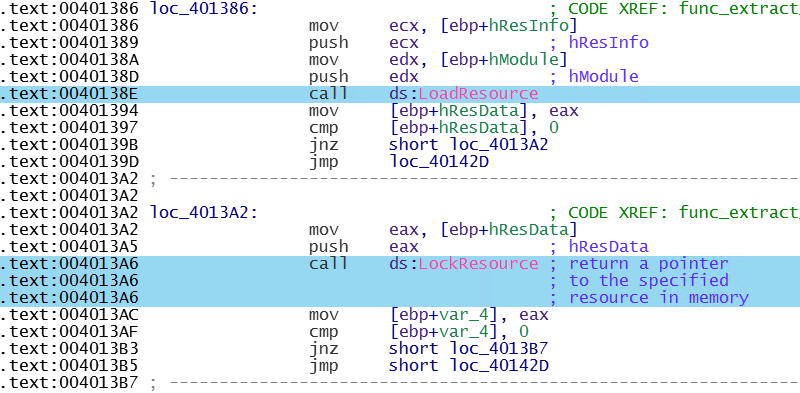 .text:00401386 loc_401386: ; CODE XREF: func_extract_
.text:00401386 mov ecx, [ebp+hResInfo]
.text:00401389 push ecx ; hResInfo
.text:0040138A mov edx, [ebp+hModule]
.text:0040138D push edx ; hModule
.text:0040138E call ds:LoadResource
.text:00401394 mov [ebp+hResData], eax
.text:00401397 cmp [ebp+hResData], 0
.text:0040139B jnz short loc_4013A2
.text:0040139D jmp loc_40142D
.text:004013A2 ; ---------------------------------------------------------------
.text:004013A2
.text:004013A2 loc_4013A2: ; CODE XREF: func_extract_
.text:004013A2 mov eax, [ebp+hResData]
.text:004013A5 push eax ; hResData
.text:004013A6 call ds:LockResource ; return a pointer
.text:004013A6 ; to the specified
.text:004013A6 ; resource in memory
.text:004013AC mov [ebp+var_4], eax
.text:004013AF cmp [ebp+var_4], 0
.text:004013B3 jnz short loc_4013B7
.text:004013B5 jmp short loc_40142D
.text:004013B7 ; ---------------------------------------------------------------